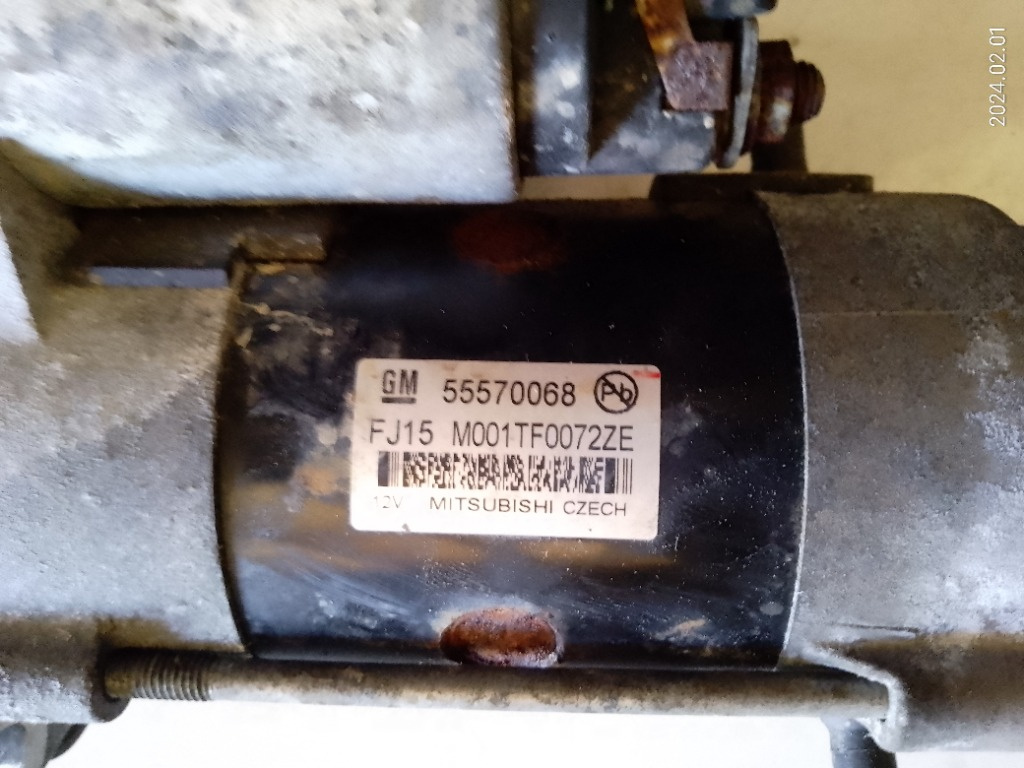 GM 55570068 Pb
FJ15 M001TF0072ZE
12V MITSUBISHI CZECH
2024.02.01